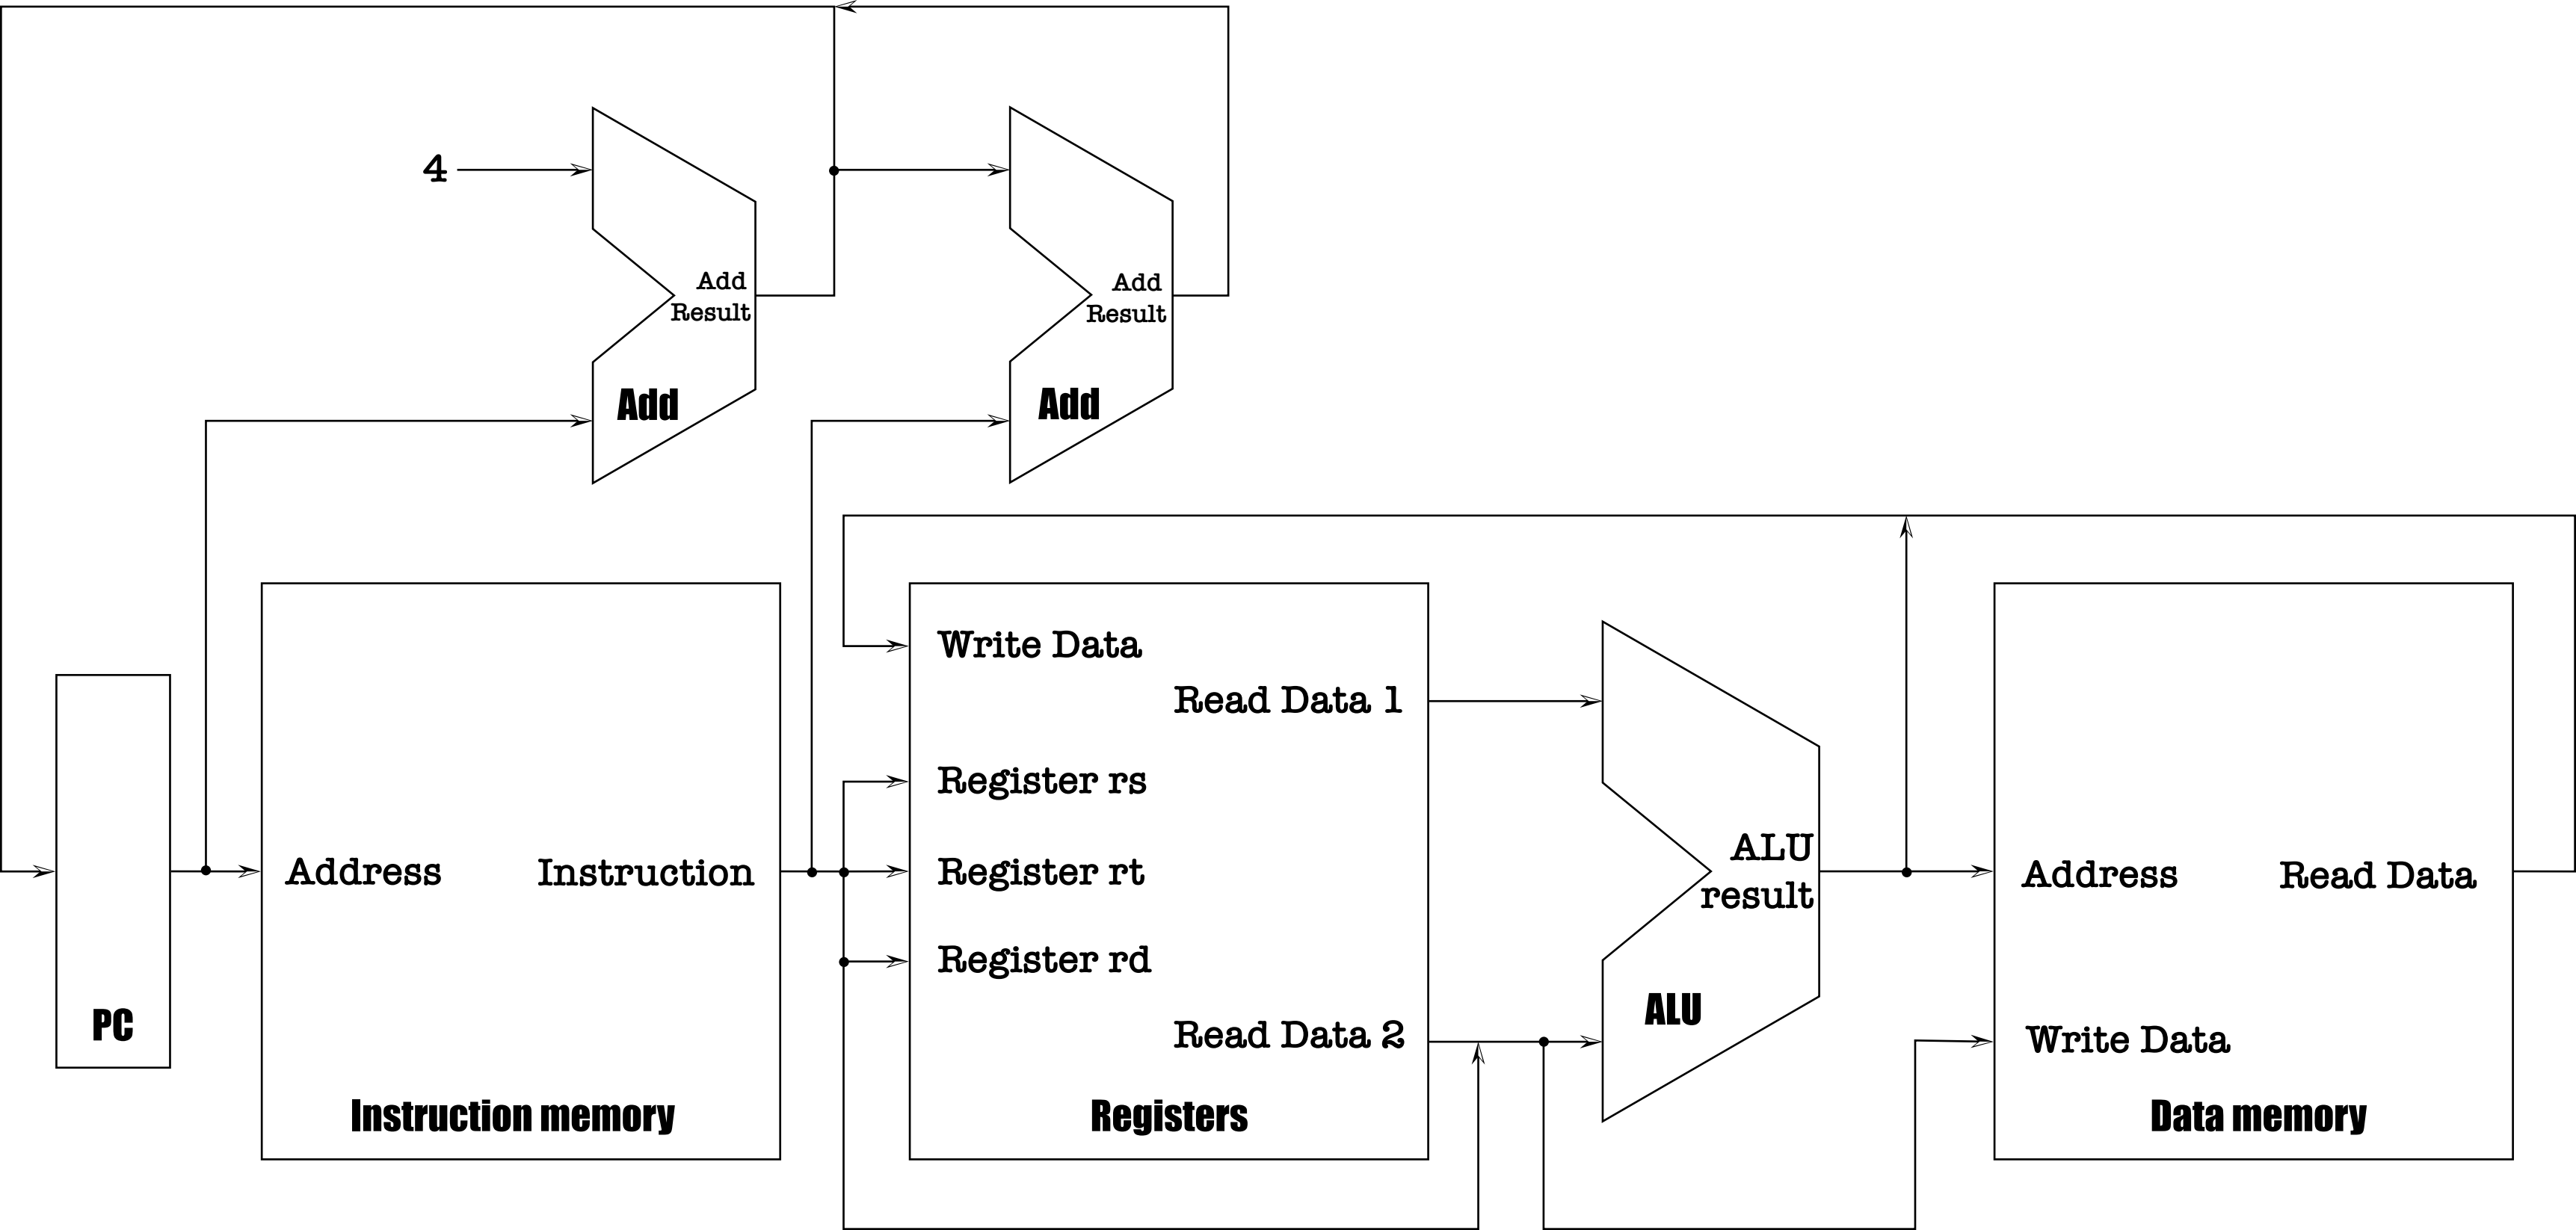 4
Add
Result
Add
Add
Result
Add
PC
Address
Instruction
Instruction memory
Write Data
Read Data 1
Register rs
Register rt
Register rd
Read Data 2
Registers
ALU
result
ALU
Address
Read Data
Write Data
Data memory